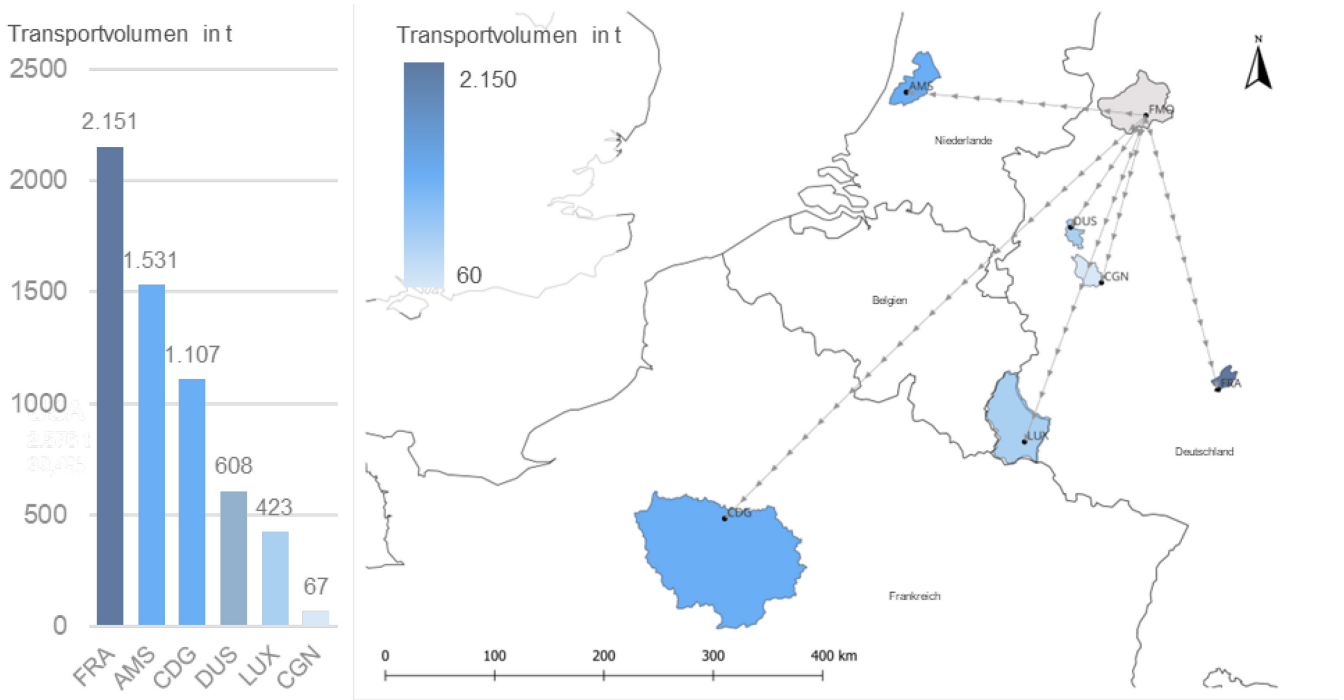 Transportvolumen in t
2500
2.151
2000
1.531
1500
1.107
1000
608
500
423
67
0
FRA
AMS
CDG
DUS
LUX
CGN
Transportvolumen in t
2.150
60
N
AMS
FMO
Niederlande
DUS
CGN
Belgien
FRA
LUX
Deutschland
CDG
Frankreich
0 100 200 300 400 km